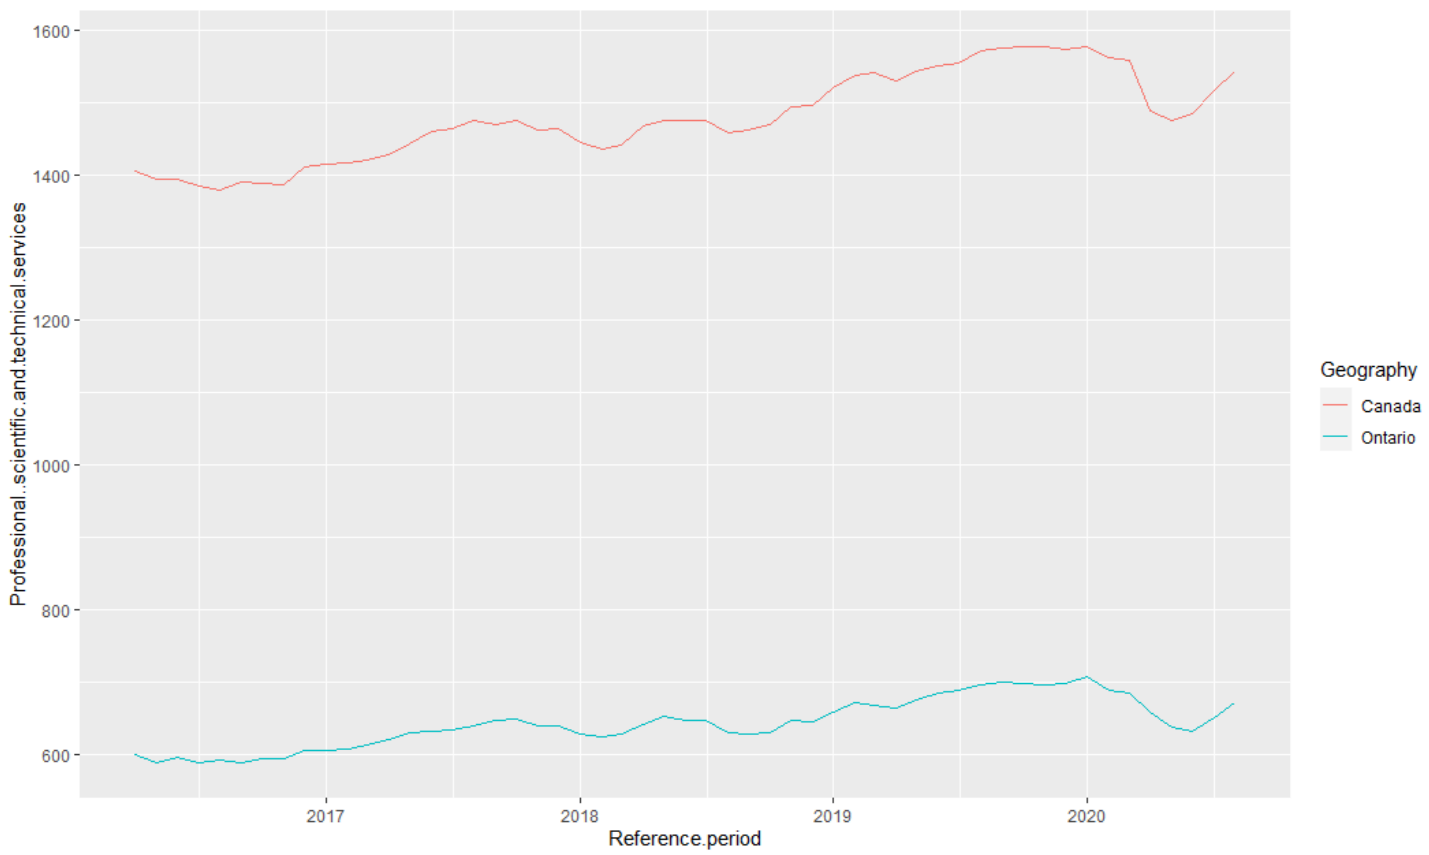 1600
1400
1200
1000
800
600
Professional..scientific.and.technical.services
2017
2018
2019
2020
Reference.period
Geography
Canada
Ontario